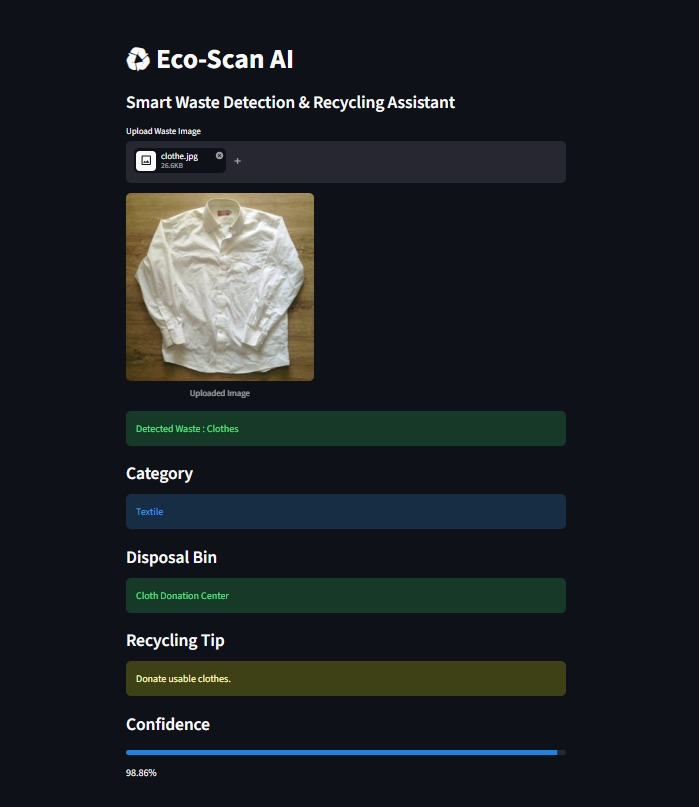 Eco-Scan AI
Smart Waste Detection & Recycling Assistant
Upload Waste Image
clothe.jpg
26.6KB
Uploaded Image
Detected Waste : Clothes
Category
Textile
Disposal Bin
Cloth Donation Center
Recycling Tip
Donate usable clothes.
Confidence
98.86%